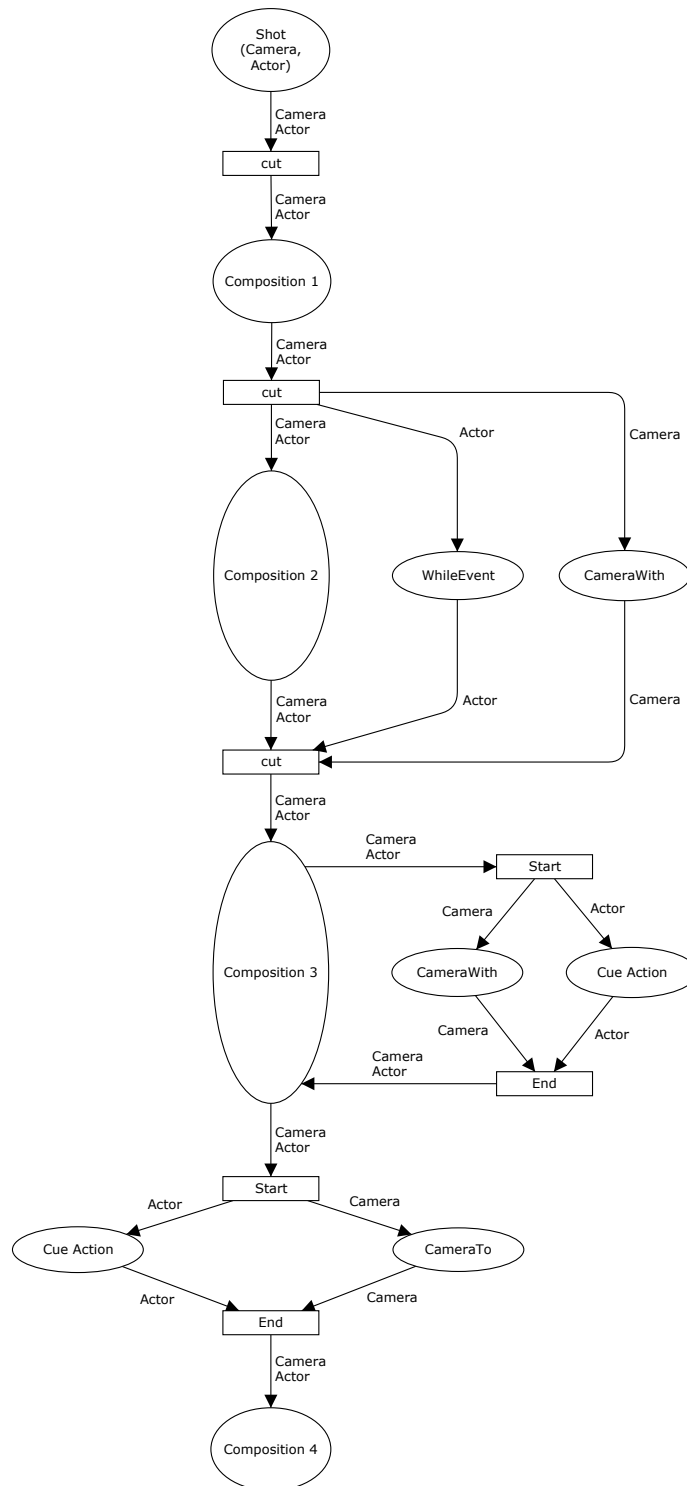 Shot
(Camera,
Actor)
Camera
Actor
cut
Camera
Actor
Composition 1
Camera
Actor
cut
Camera
Actor
Actor
Camera
Composition 2
WhileEvent
CameraWith
Camera
Actor
Actor
Camera
cut
Camera
Actor
Camera
Actor
Start
Camera
Actor
Composition 3
CameraWith
Cue Action
Camera
Actor
Camera
Actor
End
Camera
Actor
Start
Actor
Camera
Cue Action
CameraTo
Actor
Camera
End
Camera
Actor
Composition 4